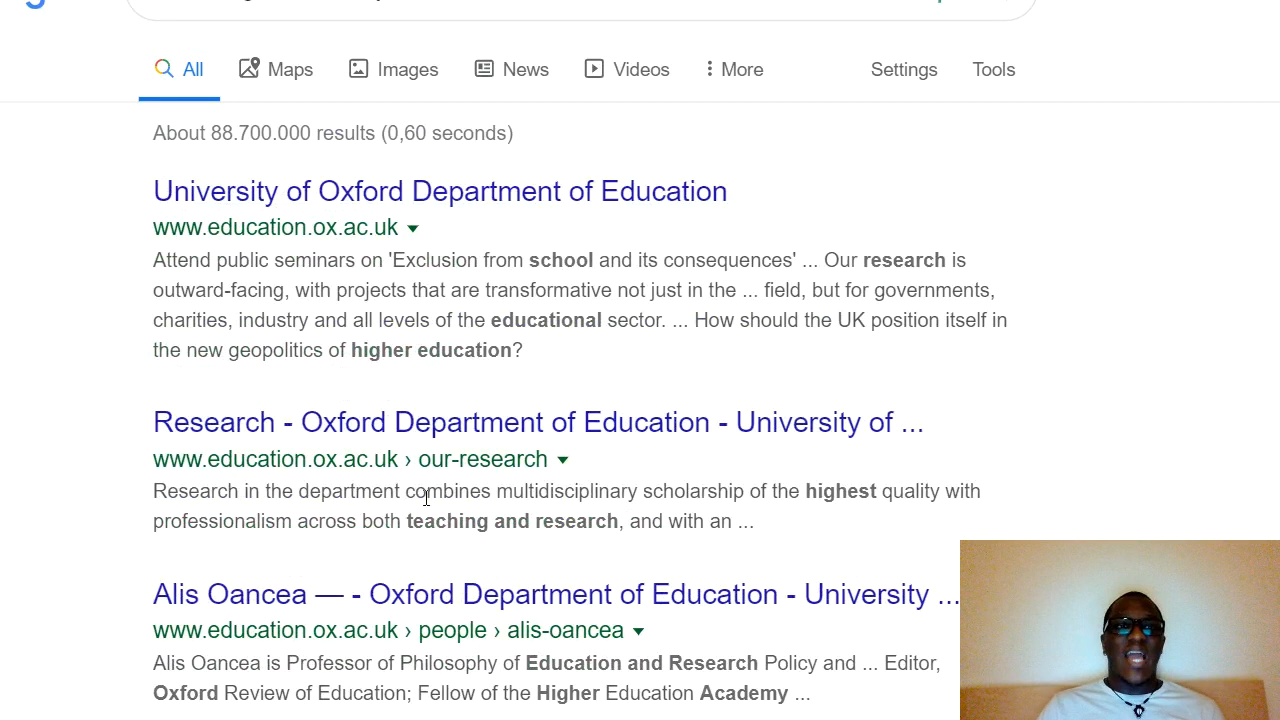 All Maps Images News Videos More Settings Tools
About 88.700.000 results (0,60 seconds)
University of Oxford Department of Education
www.education.ox.ac.uk
Attend public seminars on 'Exclusion from school and its consequences' ... Our research is
outward-facing, with projects that are transformative not just in the ... field, but for governments,
charities, industry and all levels of the educational sector. ... How should the UK position itself in
the new geopolitics of higher education?
Research - Oxford Department of Education - University of ...
www.education.ox.ac.uk › our-research
Research in the department combines multidisciplinary scholarship of the highest quality with
professionalism across both teaching and research, and with an ...
Alis Oancea — - Oxford Department of Education - University ...
www.education.ox.ac.uk › people › alis-oancea
Alis Oancea is Professor of Philosophy of Education and Research Policy and ... Editor,
Oxford Review of Education; Fellow of the Higher Education Academy ...